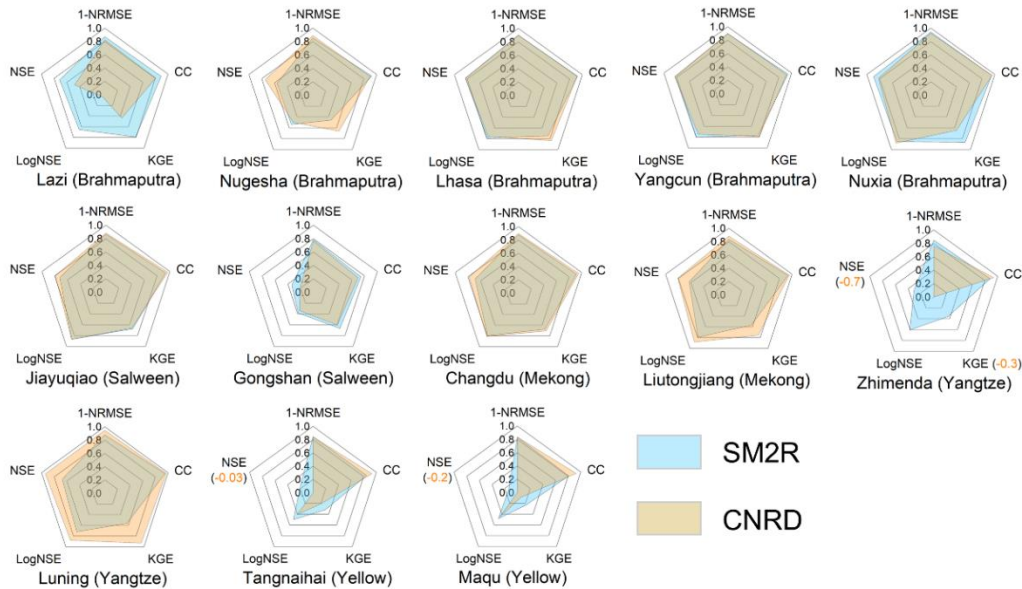 1-NRMSE
1.0
0.8
0.6
0.4
0.2
0.0
NSE
CC
LogNSE
KGE
Lazi (Brahmaputra)
1-NRMSE
1.0
0.8
0.6
0.4
0.2
0.0
NSE
CC
LogNSE
KGE
Nugesha (Brahmaputra)
1-NRMSE
1.0
0.8
0.6
0.4
0.2
0.0
NSE
CC
LogNSE
KGE
Lhasa (Brahmaputra)
1-NRMSE
1.0
0.8
0.6
0.4
0.2
0.0
NSE
CC
LogNSE
KGE
Yangcun (Brahmaputra)
1-NRMSE
1.0
0.8
0.6
0.4
0.2
0.0
NSE
CC
LogNSE
KGE
Nuxia (Brahmaputra)
1-NRMSE
1.0
0.8
0.6
0.4
0.2
0.0
NSE
CC
LogNSE
KGE
Jiayuqiao (Salween)
1-NRMSE
1.0
0.8
0.6
0.4
0.2
0.0
NSE
CC
LogNSE
KGE
Gongshan (Salween)
1-NRMSE
1.0
0.8
0.6
0.4
0.2
0.0
NSE
CC
LogNSE
KGE
Changdu (Mekong)
1-NRMSE
1.0
0.8
0.6
0.4
0.2
0.0
NSE
CC
LogNSE
KGE
Liutongjiang (Mekong)
1-NRMSE
1.0
0.8
0.6
0.4
0.2
0.0
NSE
(-0.7)
CC
LogNSE
KGE (-0.3)
Zhimenda (Yangtze)
1-NRMSE
1.0
0.8
0.6
0.4
0.2
0.0
NSE
CC
LogNSE
KGE
Luning (Yangtze)
1-NRMSE
1.0
0.8
0.6
0.4
0.2
0.0
NSE
(-0.03)
CC
LogNSE
KGE
Tangnaihai (Yellow)
1-NRMSE
1.0
0.8
0.6
0.4
0.2
0.0
NSE
(-0.2)
CC
LogNSE
KGE
Maqu (Yellow)
SM2R
CNRD